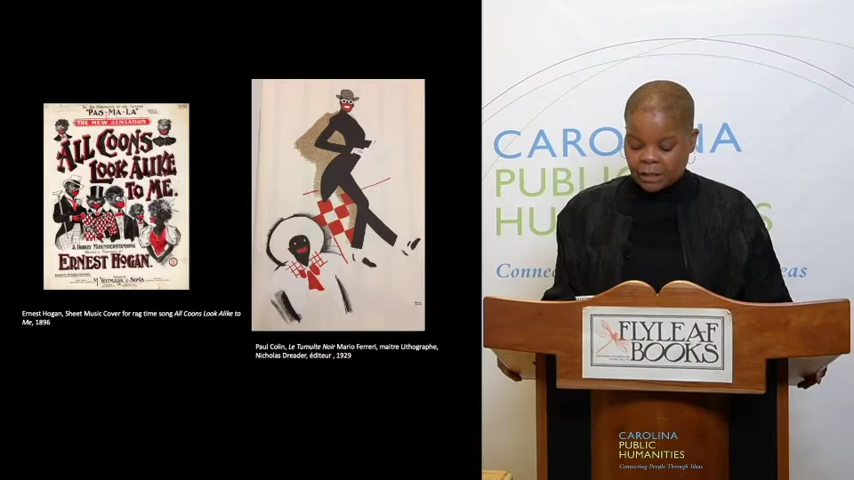 "PAS-MA-LA"
THE NEW SENSATION
ALL COONS
LOOK ALIKE
TO ME.
A DARKY MISUNDERSTANDING
ERNEST HOGAN.
M. WITMARK & SONS
Ernest Hogan, Sheet Music Cover for rag time song All Coons Look Alike to
Me, 1896
Paul Colin, Le Tumulte Noir Mario Ferreri, maitre Lithographe,
Nicholas Dreader, éditeur , 1929
CAROLINA
PUBLIC
HU
Connec
eas
FLYLEAF
BOOKS
CAROLINA
PUBLIC
HUMANITIES
Connecting People Through Ideas